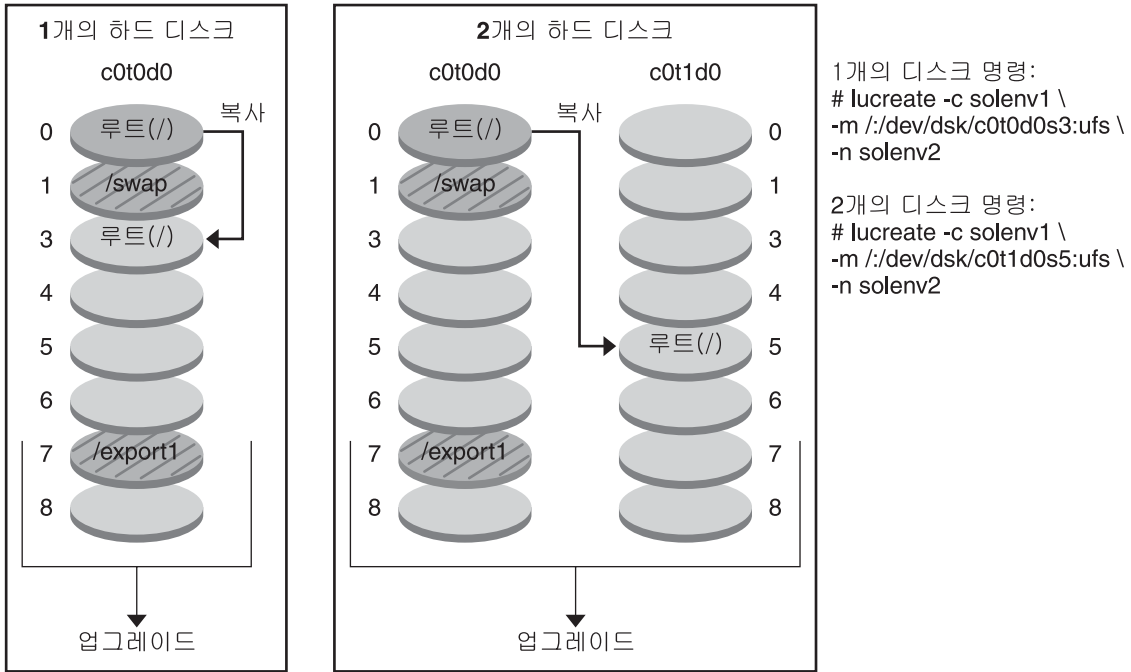 1개의 하드 디스크
c0t0d0
복사
0 루트(/)
1 /swap
3 루트(/)
4
5
6
7 /export1
8
업그레이드
2개의 하드 디스크
c0t0d0 c0t1d0
복사
0 루트(/) 0
1 /swap 1
3 3
4 4
5 루트(/) 5
6 6
7 /export1 7
8 8
업그레이드
1개의 디스크 명령:
# lucreate -c solenv1 \
-m /:/dev/dsk/c0t0d0s3:ufs \
-n solenv2
2개의 디스크 명령:
# lucreate -c solenv1 \
-m /:/dev/dsk/c0t1d0s5:ufs \
-n solenv2